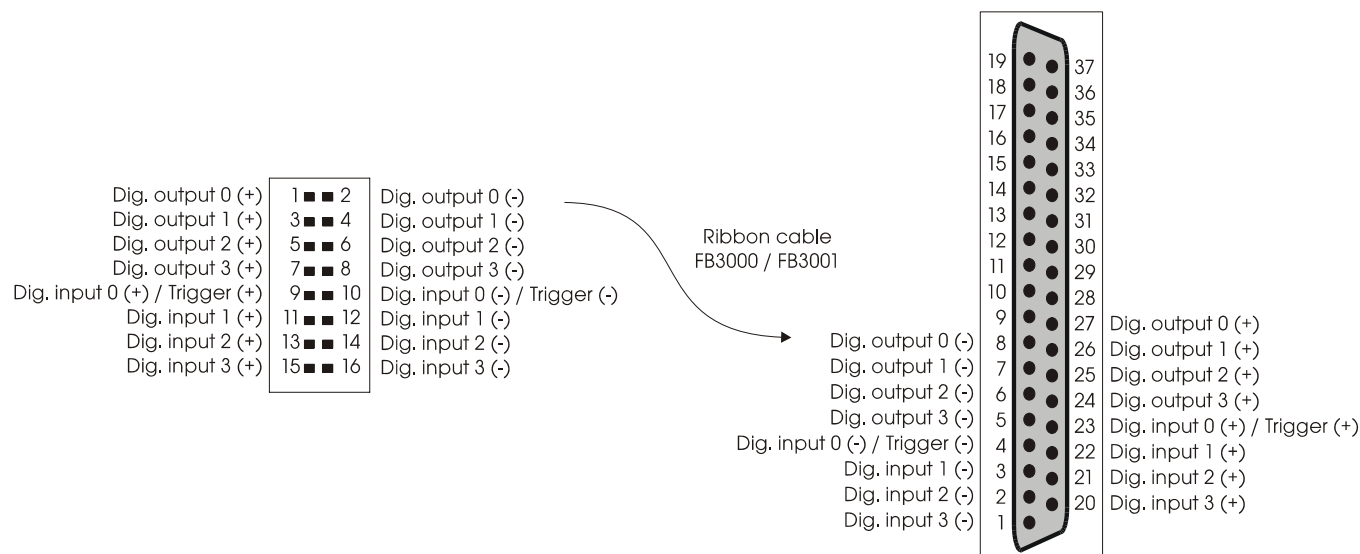 Dig. output 0 (+) 1 2 Dig. output 0 (-)
Dig. output 1 (+) 3 4 Dig. output 1 (-)
Dig. output 2 (+) 5 6 Dig. output 2 (-)
Dig. output 3 (+) 7 8 Dig. output 3 (-)
Dig. input 0 (+) / Trigger (+) 9 10 Dig. input 0 (-) / Trigger (-)
Dig. input 1 (+) 11 12 Dig. input 1 (-)
Dig. input 2 (+) 13 14 Dig. input 2 (-)
Dig. input 3 (+) 15 16 Dig. input 3 (-)
Ribbon cable
FB3000 / FB3001
19 37
18 36
17 35
16 34
15 33
14 32
13 31
12 30
11 29
10 28
9 27 Dig. output 0 (+)
Dig. output 0 (-) 8 26 Dig. output 1 (+)
Dig. output 1 (-) 7 25 Dig. output 2 (+)
Dig. output 2 (-) 6 24 Dig. output 3 (+)
Dig. output 3 (-) 5 23 Dig. input 0 (+) / Trigger (+)
Dig. input 0 (-) / Trigger (-) 4 22 Dig. input 1 (+)
Dig. input 1 (-) 3 21 Dig. input 2 (+)
Dig. input 2 (-) 2 20 Dig. input 3 (+)
Dig. input 3 (-) 1